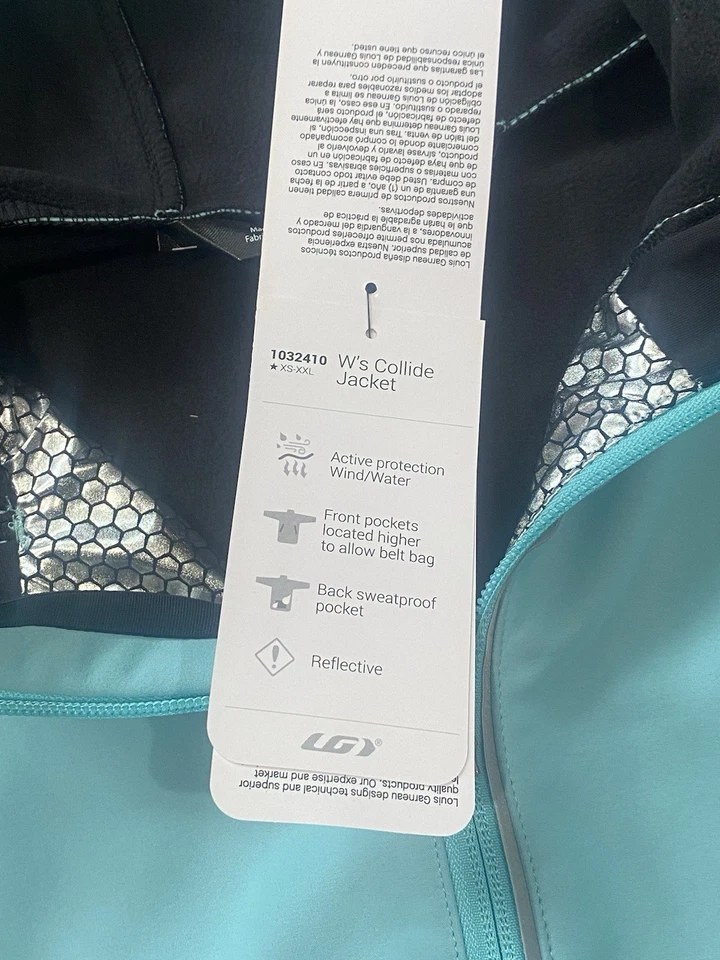 Louis Garneau diseña productos técnicos
de calidad superior. Nuestra experiencia
acumulada nos permite ofrecerles productos
innovadores, a la vanguardia del mercado y
que le harán agradable la práctica de
actividades deportivas.
Nuestros productos de primera calidad tienen
una garantía de un (1) año, a partir de la fecha
de compra. Usted debe evitar todo contacto
con materias o superficies abrasivas. En caso
de que haya defecto de fabricación en un
producto, sírvase lavarlo y devolverlo al
comerciante donde lo compró acompañado
del talón de venta. Tras una inspección, si
Louis Garneau determina que hay efectivamente
defecto de fabricación, el producto será
reparado o sustituido. En ese caso, la única
obligación de Louis Garneau se limita a
adoptar los medios razonables para reparar
el producto o sustituirlo por otro.
Las garantías que preceden constituyen la
única responsabilidad de Louis Garneau y
el único recurso que tiene usted.
Ma
Fabri
1032410
★ XS-XXL
W's Collide
Jacket
Active protection
Wind/Water
Front pockets
located higher
to allow belt bag
Back sweatproof
pocket
Reflective
LG®
Louis Garneau designs technical and superior
quality products. Our expertise and market